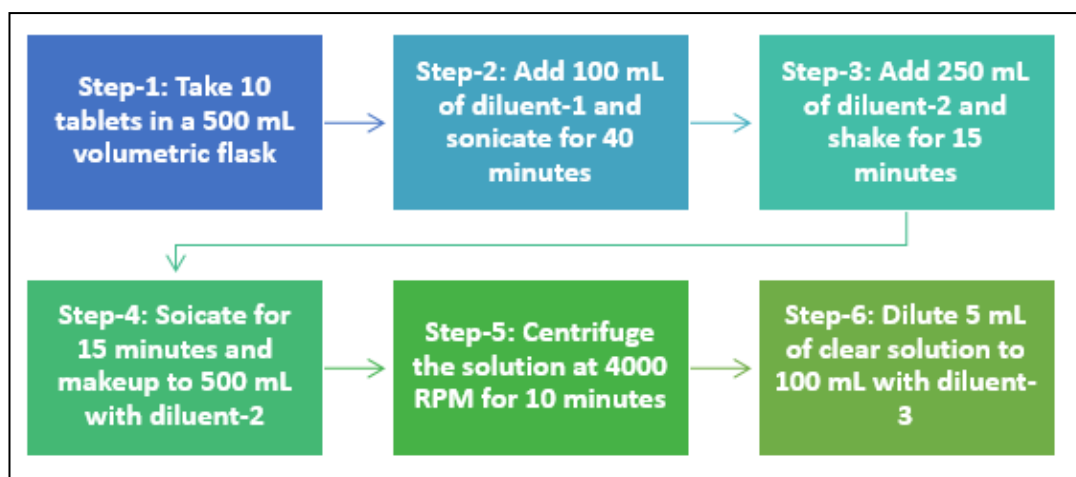 Step-1: Take 10
tablets in a 500 mL
volumetric flask
Step-2: Add 100 mL
of diluent-1 and
sonicate for 40
minutes
Step-3: Add 250 mL
of diluent-2 and
shake for 15
minutes
Step-4: Soicate for
15 minutes and
makeup to 500 mL
with diluent-2
Step-5: Centrifuge
the solution at 4000
RPM for 10 minutes
Step-6: Dilute 5 mL
of clear solution to
100 mL with diluent-
3